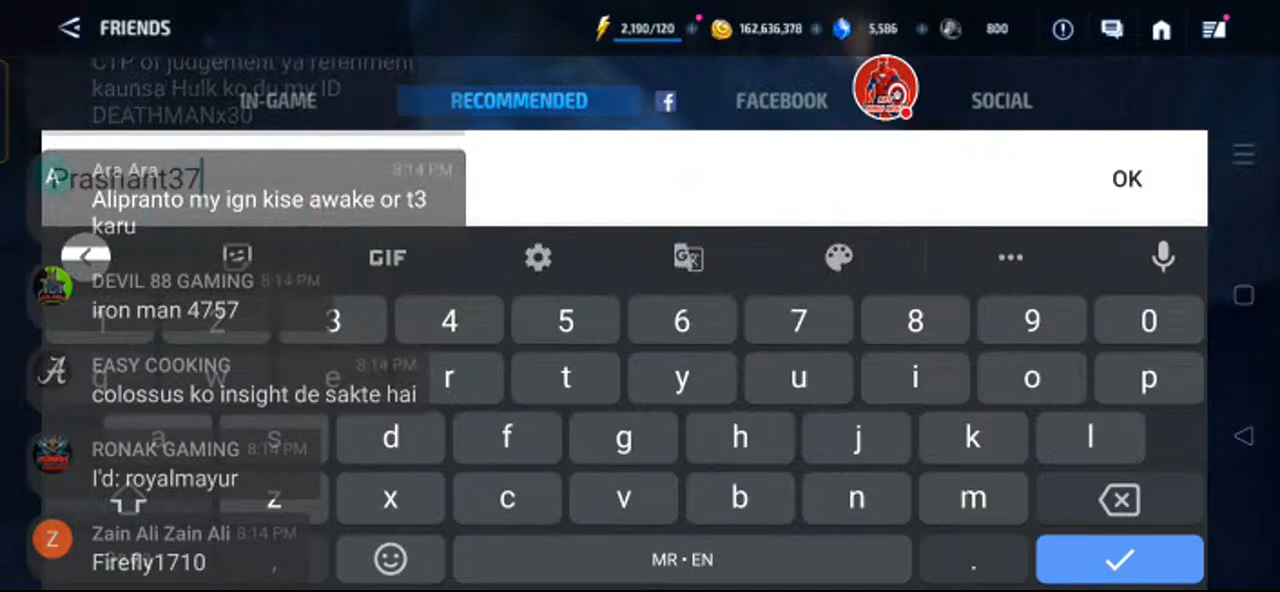 FRIENDS
2,190/120
162,636,378
5,586
800
CTP of judgement ya referiment
kaunsa Hulk ko du my ID
DEATHMANx30
IN-GAME
RECOMMENDED
FACEBOOK
SOCIAL
Prashant37
OK
Ara Ara 8:14 PM
Alipranto my ign kise awake or t3
karu
GIF
DEVIL 88 GAMING 8:14 PM
iron man 4757
3 4 5 6 7 8 9 0
EASY COOKING 8:14 PM
colossus ko insight de sakte hai
q w e r t y u i o p
RONAK GAMING 8:14 PM
I'd: royalmayur
a s d f g h j k l
z x c v b n m
Zain Ali Zain Ali 8:14 PM
Firefly1710
, MR • EN .